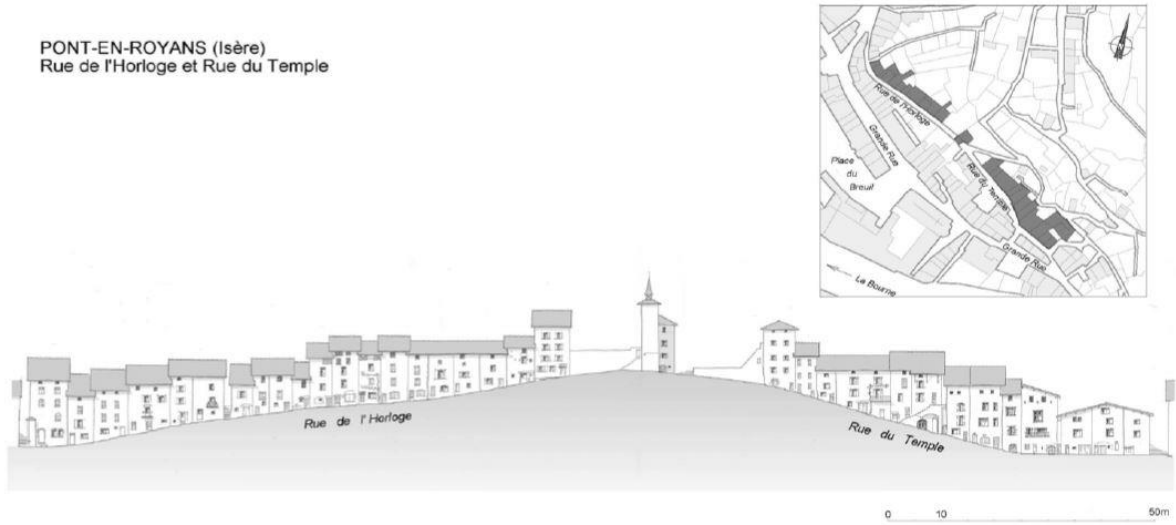 PONT-EN-ROYANS (Isère)
Rue de l'Horloge et Rue du Temple
Rue de l'Horloge
Grande Rue
Place
du
Breuil
Rue du Temple
Grande Rue
La Bourne
Rue de l'Horloge
Rue du Temple
0 10 50m